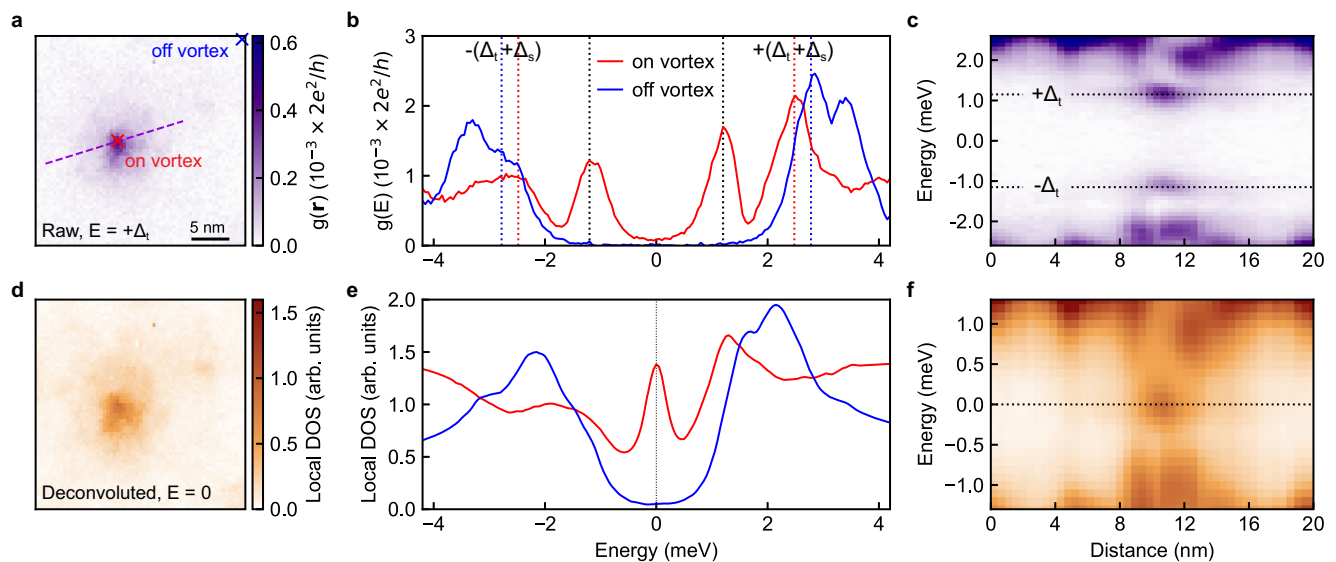 a
off vortex
on vortex
Raw, E = +Δt
5 nm
0.6
0.4
0.2
0.0
g(r) (10⁻³ × 2e²/h)
b
-(Δt +Δs)
+(Δt +Δs)
on vortex
off vortex
3
2
1
0
g(E) (10⁻³ × 2e²/h)
−4
−2
0
2
4
c
2.0
1.0
0.0
−1.0
−2.0
Energy (meV)
+Δt
-Δt
0
4
8
12
16
20
d
Deconvoluted, E = 0
1.5
1.0
0.5
0.0
Local DOS (arb. units)
e
2.0
1.5
1.0
0.5
0.0
Local DOS (arb. units)
−4
−2
0
2
4
Energy (meV)
f
1.0
0.5
0.0
−0.5
−1.0
Energy (meV)
0
4
8
12
16
20
Distance (nm)